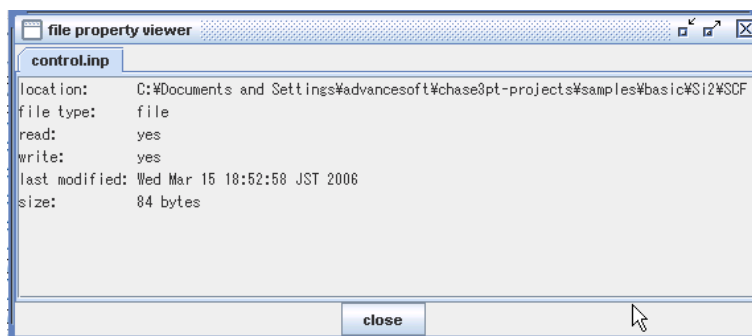 file property viewer
control.inp
location: C:¥Documents and Settings¥advancesoft¥chase3pt-projects¥samples¥basic¥Si2¥SCF
file type: file
read: yes
write: yes
last modified: Wed Mar 15 18:52:58 JST 2006
size: 84 bytes
close